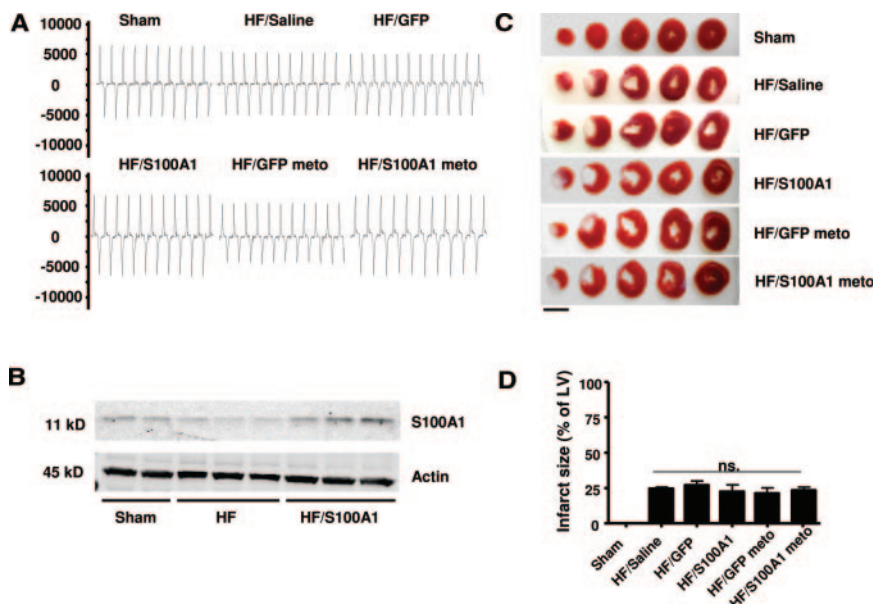 A
Sham HF/Saline HF/GFP
10000
5000
0
-5000
-10000
HF/S100A1 HF/GFP meto HF/S100A1 meto
10000
5000
0
-5000
-10000
B
11 kD S100A1
45 kD Actin
Sham HF HF/S100A1
C
Sham
HF/Saline
HF/GFP
HF/S100A1
HF/GFP meto
HF/S100A1 meto
D
Infarct size (% of LV)
100
75
50
25
0
ns.
Sham
HF/Saline
HF/GFP
HF/S100A1
HF/GFP meto
HF/S100A1 meto